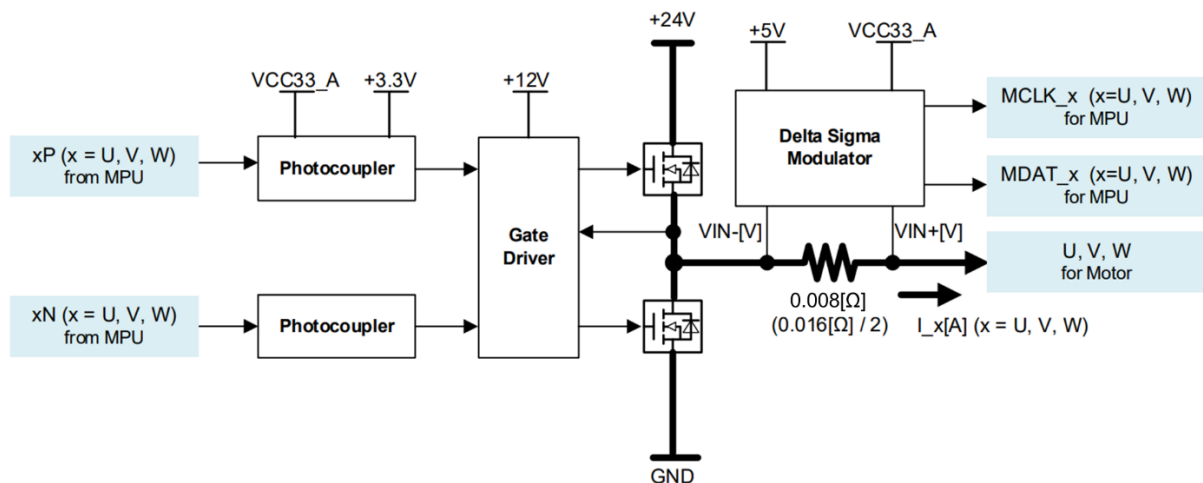 +24V
+5V
VCC33_A
VCC33_A
+3.3V
+12V
xP (x = U, V, W)
from MPU
Photocoupler
Gate
Driver
Delta Sigma
Modulator
MCLK_x (x=U, V, W)
for MPU
MDAT_x (x=U, V, W)
for MPU
VIN-[V]
VIN+[V]
U, V, W
for Motor
0.008[Ω]
(0.016[Ω] / 2)
I_x[A] (x = U, V, W)
xN (x = U, V, W)
from MPU
Photocoupler
GND